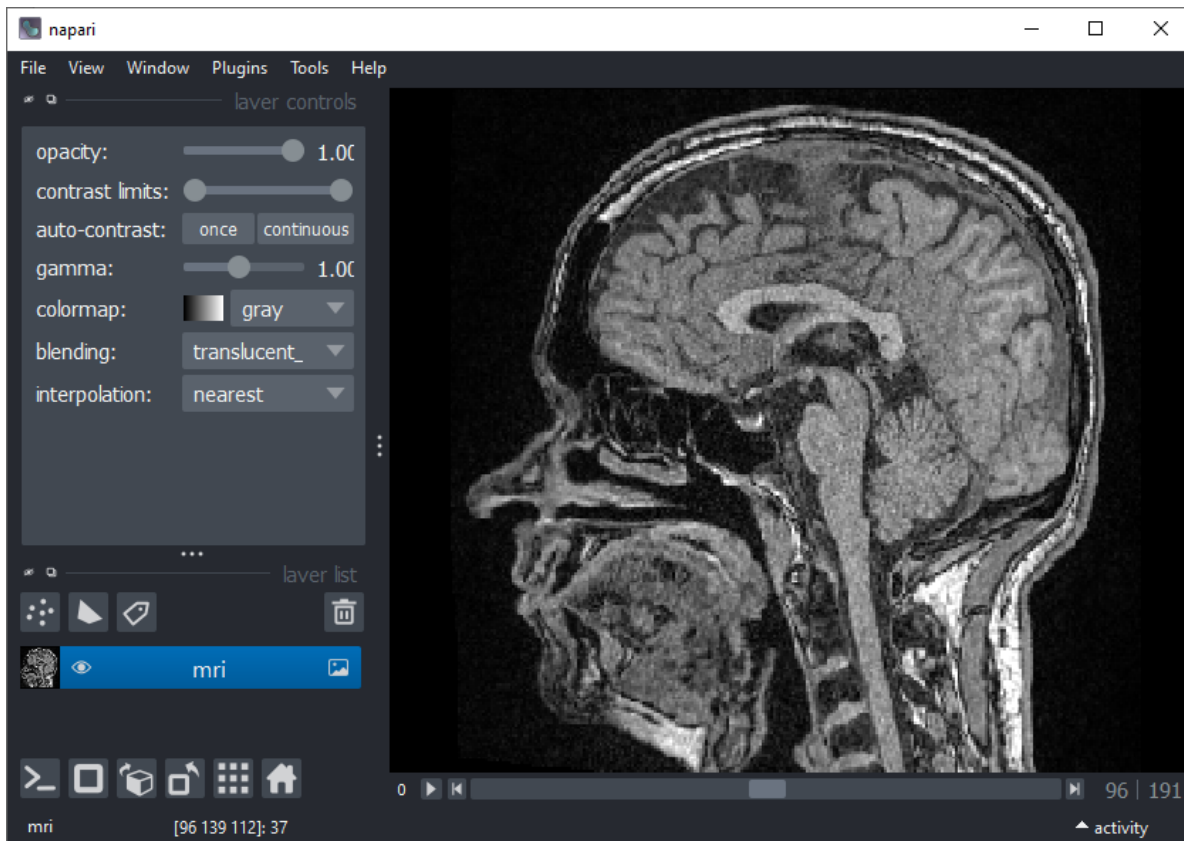 napari
File View Window Plugins Tools Help
layer controls
opacity: 1.00
contrast limits:
auto-contrast: once continuous
gamma: 1.00
colormap: gray
blending: translucent_
interpolation: nearest
layer list
mri
0 96 | 191
mri [96 139 112]: 37 activity